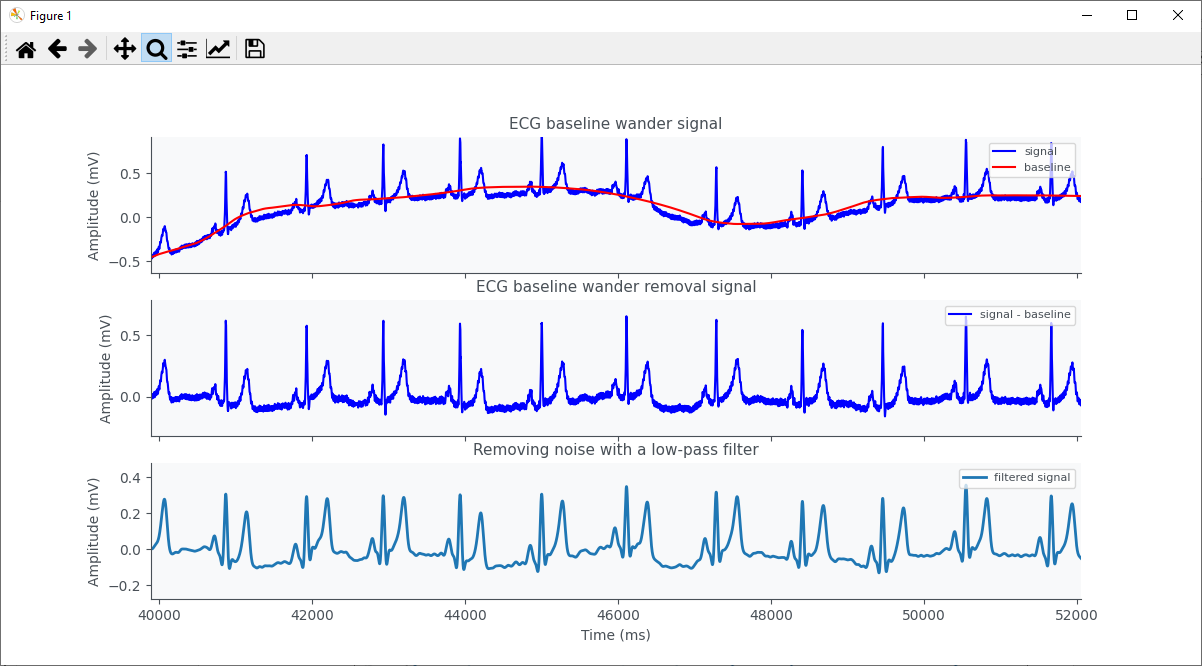 Figure 1
ECG baseline wander signal
Amplitude (mV)
0.5
0.0
−0.5
signal
baseline
ECG baseline wander removal signal
Amplitude (mV)
0.5
0.0
signal - baseline
Removing noise with a low-pass filter
Amplitude (mV)
0.4
0.2
0.0
−0.2
filtered signal
40000 42000 44000 46000 48000 50000 52000
Time (ms)